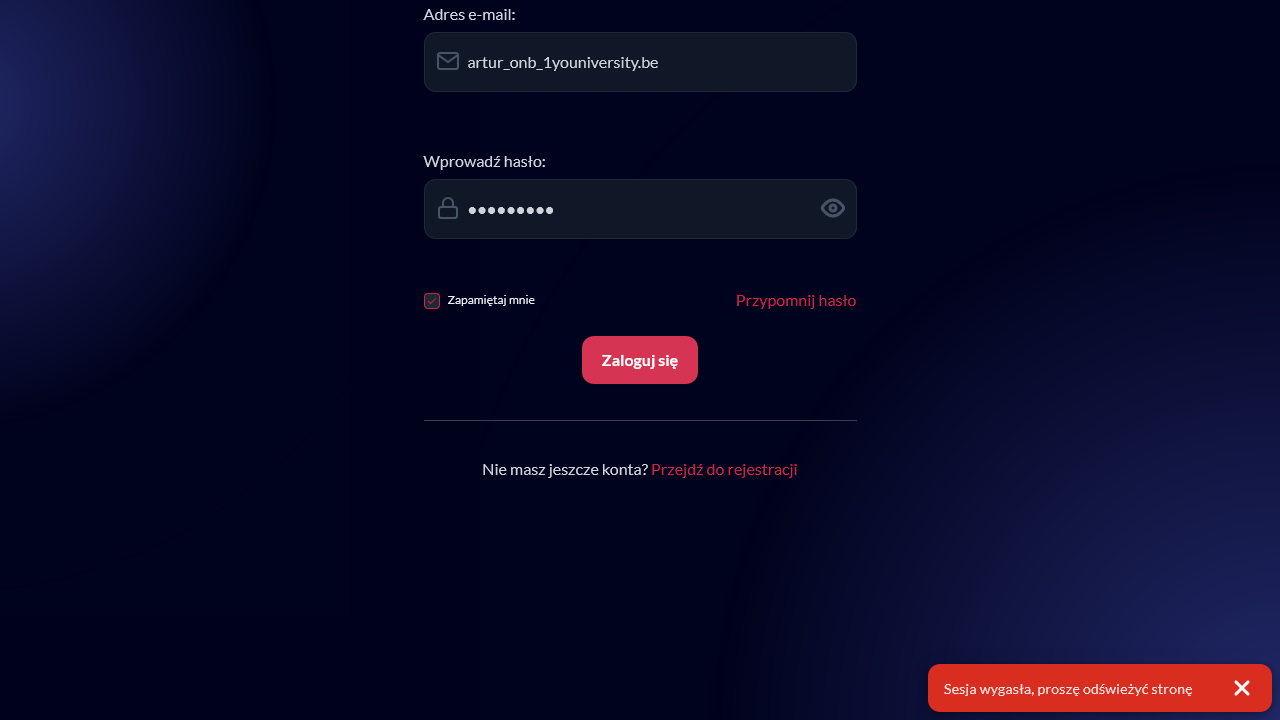 Adres e-mail:
artur_onb_1youniversity.be
Wprowadź hasło:
•••••••••
Zapamiętaj mnie
Przypomnij hasło
Zaloguj się
Nie masz jeszcze konta? Przejdź do rejestracji
Sesja wygasła, proszę odświeżyć stronę